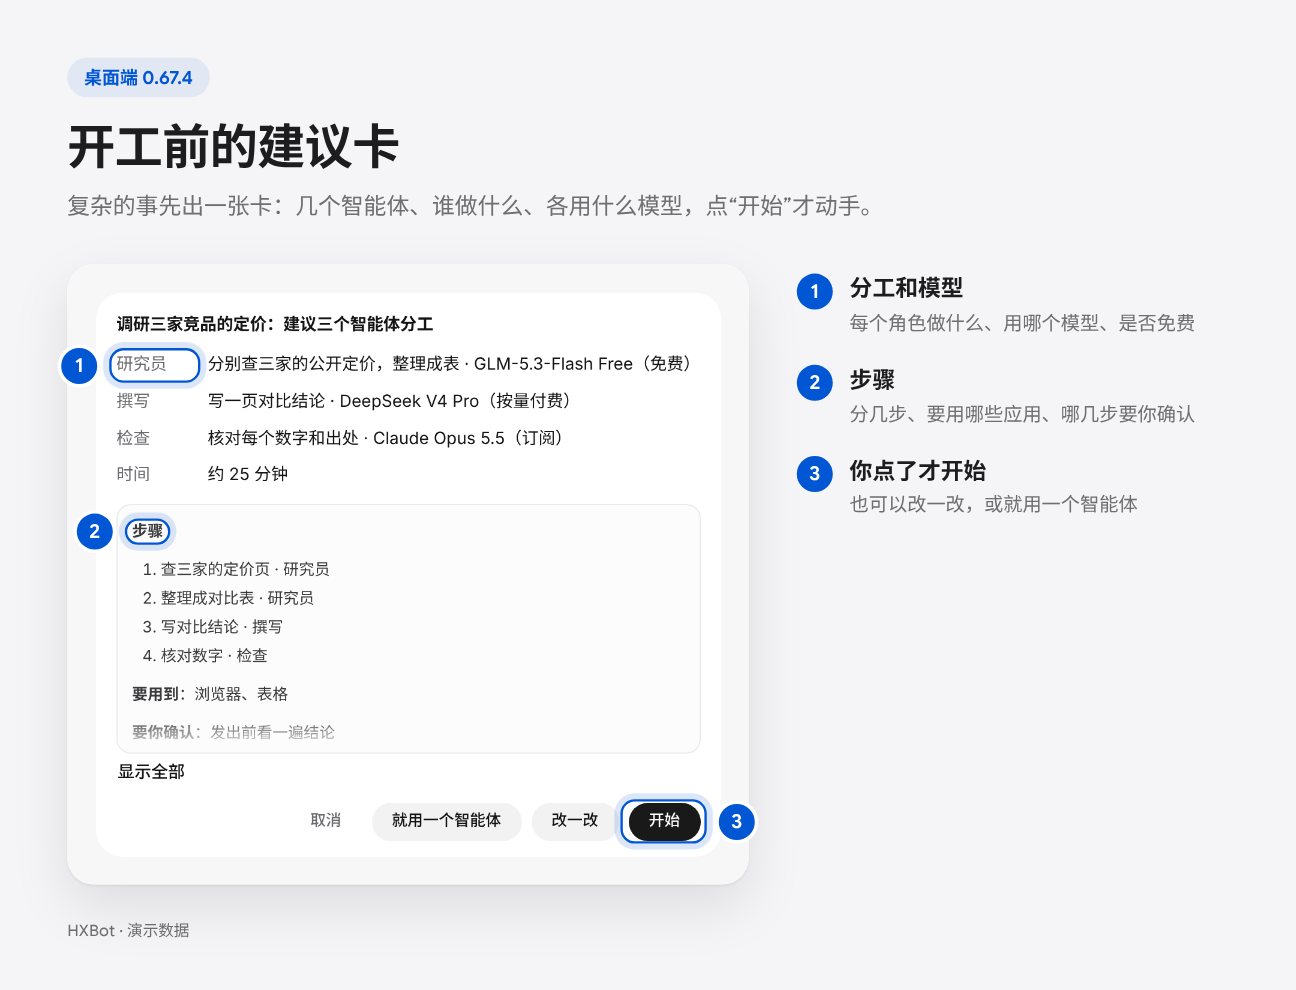 桌面端 0.67.4
开工前的建议卡
复杂的事先出一张卡：几个智能体、谁做什么、各用什么模型，点“开始”才动手。
调研三家竞品的定价：建议三个智能体分工
1
研究员 分别查三家的公开定价，整理成表 · GLM-5.3-Flash Free（免费）
撰写 写一页对比结论 · DeepSeek V4 Pro（按量付费）
检查 核对每个数字和出处 · Claude Opus 5.5（订阅）
时间 约 25 分钟
2
步骤
1. 查三家的定价页 · 研究员
2. 整理成对比表 · 研究员
3. 写对比结论 · 撰写
4. 核对数字 · 检查
要用到：浏览器、表格
要你确认：发出前看一遍结论
显示全部
取消 就用一个智能体 改一改 开始
3
1 分工和模型
每个角色做什么、用哪个模型、是否免费
2 步骤
分几步、要用哪些应用、哪几步要你确认
3 你点了才开始
也可以改一改，或就用一个智能体
HXBot · 演示数据